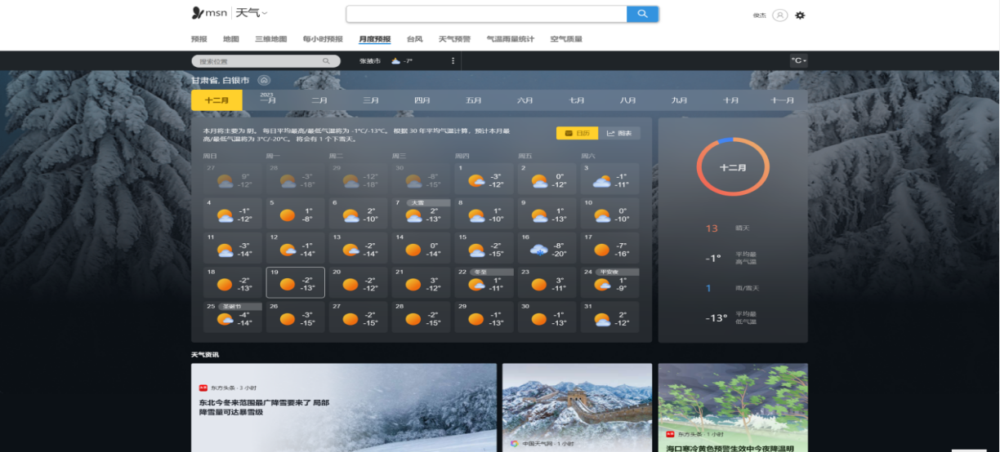 msn 天气
俊杰
预报 地图 三维地图 每小时预报 月度预报 台风 天气预警 气温雨量统计 空气质量
搜索位置 张掖市 -7° °C
甘肃省, 白银市
十二月 2023 一月 二月 三月 四月 五月 六月 七月 八月 九月 十月 十一月
本月将主要为 阴。 每日平均最高/最低气温将为 -1°C/-13°C。 根据 30 年平均气温计算，预计本月最
高/最低气温将为 3°C/-20°C。 将会有 1 个下雪天。
日历 图表
周日 周一 周二 周三 周四 周五 周六
27 9° -12° 28 -3° -18° 29 -12° -18° 30 -8° -15° 1 -3° -12° 2 0° -12° 3 -1° -11°
4 -1° -12° 5 1° -8° 6 2° -10° 7 大雪 2° -13° 8 1° -10° 9 1° -13° 10 0° -10°
11 -3° -14° 12 -1° -14° 13 -2° -14° 14 0° -14° 15 -2° -15° 16 -8° -20° 17 -7° -16°
18 -2° -13° 19 -2° -13° 20 -2° -12° 21 3° -12° 22 冬至 1° -11° 23 3° -11° 24 平安夜 1° -9°
25 圣诞节 -4° -14° 26 -3° -15° 27 -2° -15° 28 -2° -15° 29 -1° -13° 30 -1° -13° 31 2° -12°
十二月
13 晴天
-1° 平均最
高气温
1 雨/雪天
-13° 平均最
低气温
天气资讯
东方头条 · 3 小时
东北今冬来范围最广降雪要来了 局部
降雪量可达暴雪级
中国天气网 · 1 小时
东方头条 · 1 小时
海口寒冷黄色预警生效中今夜降温明